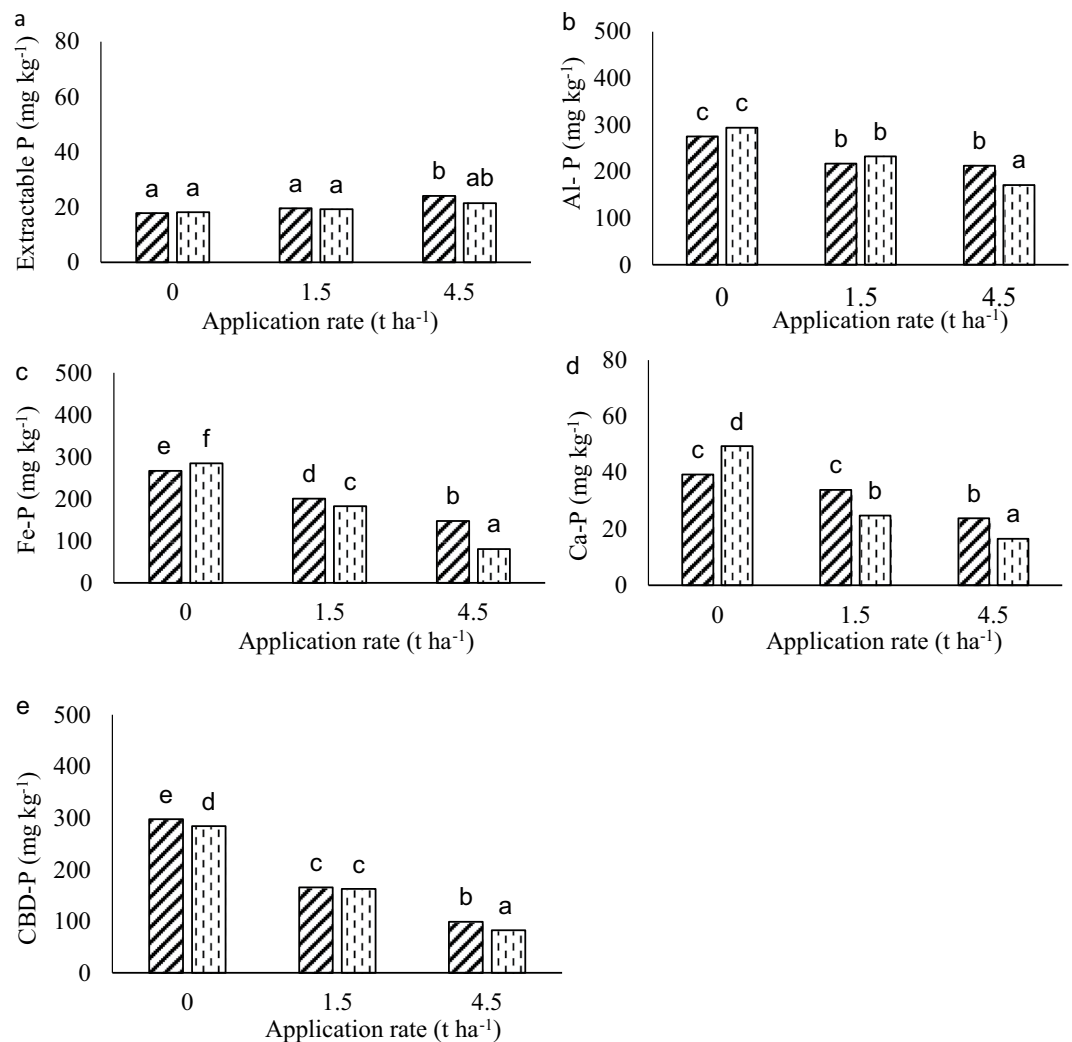 a
Extractable P (mg kg-1)
80
60
40
20
0
a a a a b ab
0 1.5 4.5
Application rate (t ha-1)
b
Al- P (mg kg-1)
500
400
300
200
100
0
c c b b b a
0 1.5 4.5
Application rate (t ha-1)
c
Fe-P (mg kg-1)
500
400
300
200
100
0
e f d c b a
0 1.5 4.5
Application rate (t ha-1)
d
Ca-P (mg kg-1)
80
60
40
20
0
c d c b b a
0 1.5 4.5
Application rate (t ha-1)
e
CBD-P (mg kg-1)
500
400
300
200
100
0
e d c c b a
0 1.5 4.5
Application rate (t ha-1)